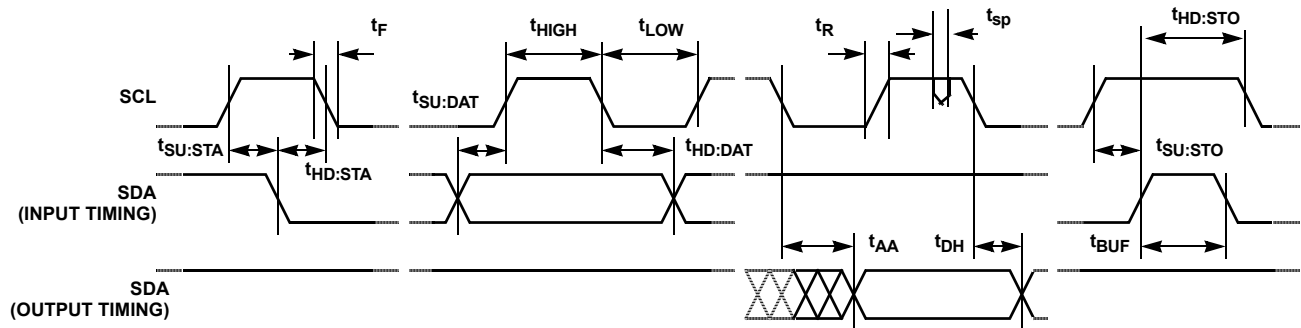 tF
tHIGH
tLOW
tR
tsp
tHD:STO
SCL
tSU:DAT
tSU:STA
tHD:STA
tHD:DAT
tSU:STO
SDA
(INPUT TIMING)
tAA
tDH
tBUF
SDA
(OUTPUT TIMING)